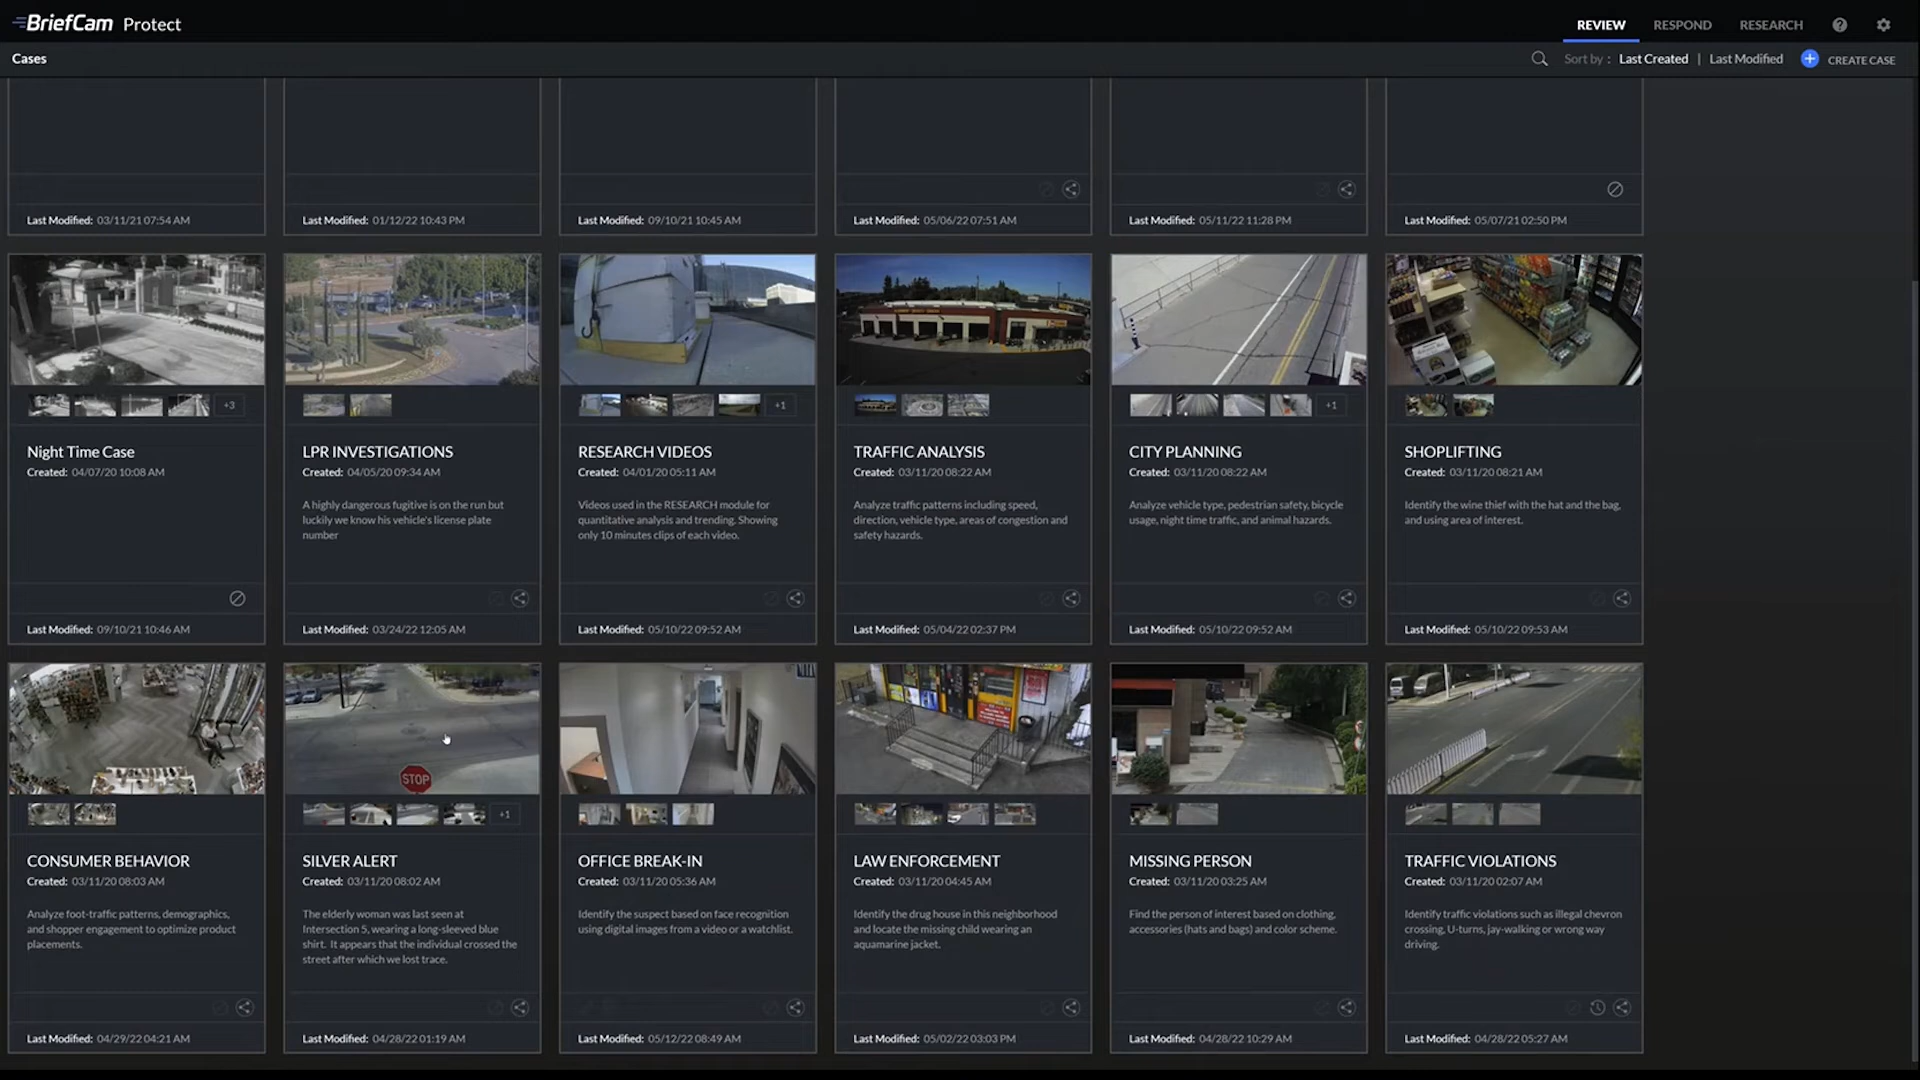 BriefCam Protect
REVIEW RESPOND RESEARCH
Cases
Sort by : Last Created | Last Modified CREATE CASE
Last Modified: 03/11/21 07:54 AM
Last Modified: 01/12/22 10:43 PM
Last Modified: 09/10/21 10:45 AM
Last Modified: 05/06/22 07:51 AM
Last Modified: 05/11/22 11:28 PM
Last Modified: 05/07/21 02:50 PM
+3
Night Time Case
Created: 04/07/20 10:08 AM
Last Modified: 09/10/21 10:46 AM
LPR INVESTIGATIONS
Created: 04/05/20 09:34 AM
A highly dangerous fugitive is on the run but
luckily we know his vehicle's license plate
number
Last Modified: 03/24/22 12:05 AM
+1
RESEARCH VIDEOS
Created: 04/01/20 05:11 AM
Videos used in the RESEARCH module for
quantitative analysis and trending. Showing
only 10 minutes clips of each video.
Last Modified: 05/10/22 09:52 AM
TRAFFIC ANALYSIS
Created: 03/11/20 08:22 AM
Analyze traffic patterns including speed,
direction, vehicle type, areas of congestion and
safety hazards.
Last Modified: 05/04/22 02:37 PM
+1
CITY PLANNING
Created: 03/11/20 08:22 AM
Analyze vehicle type, pedestrian safety, bicycle
usage, night time traffic, and animal hazards.
Last Modified: 05/10/22 09:52 AM
SHOPLIFTING
Created: 03/11/20 08:21 AM
Identify the wine thief with the hat and the bag,
and using area of interest.
Last Modified: 05/10/22 09:53 AM
CONSUMER BEHAVIOR
Created: 03/11/20 08:03 AM
Analyze foot-traffic patterns, demographics,
and shopper engagement to optimize product
placements.
Last Modified: 04/29/22 04:21 AM
STOP
+1
SILVER ALERT
Created: 03/11/20 08:02 AM
The elderly woman was last seen at
Intersection 5, wearing a long-sleeved blue
shirt. It appears that the individual crossed the
street after which we lost trace.
Last Modified: 04/28/22 01:19 AM
OFFICE BREAK-IN
Created: 03/11/20 05:36 AM
Identify the suspect based on face recognition
using digital images from a video or a watchlist.
Last Modified: 05/12/22 08:49 AM
LAW ENFORCEMENT
Created: 03/11/20 04:45 AM
Identify the drug house in this neighborhood
and locate the missing child wearing an
aquamarine jacket.
Last Modified: 05/02/22 03:03 PM
MISSING PERSON
Created: 03/11/20 03:25 AM
Find the person of interest based on clothing,
accessories (hats and bags) and color scheme.
Last Modified: 04/28/22 10:29 AM
TRAFFIC VIOLATIONS
Created: 03/11/20 02:07 AM
Identify traffic violations such as illegal chevron
crossing, U-turns, jay-walking or wrong way
driving.
Last Modified: 04/28/22 05:27 AM